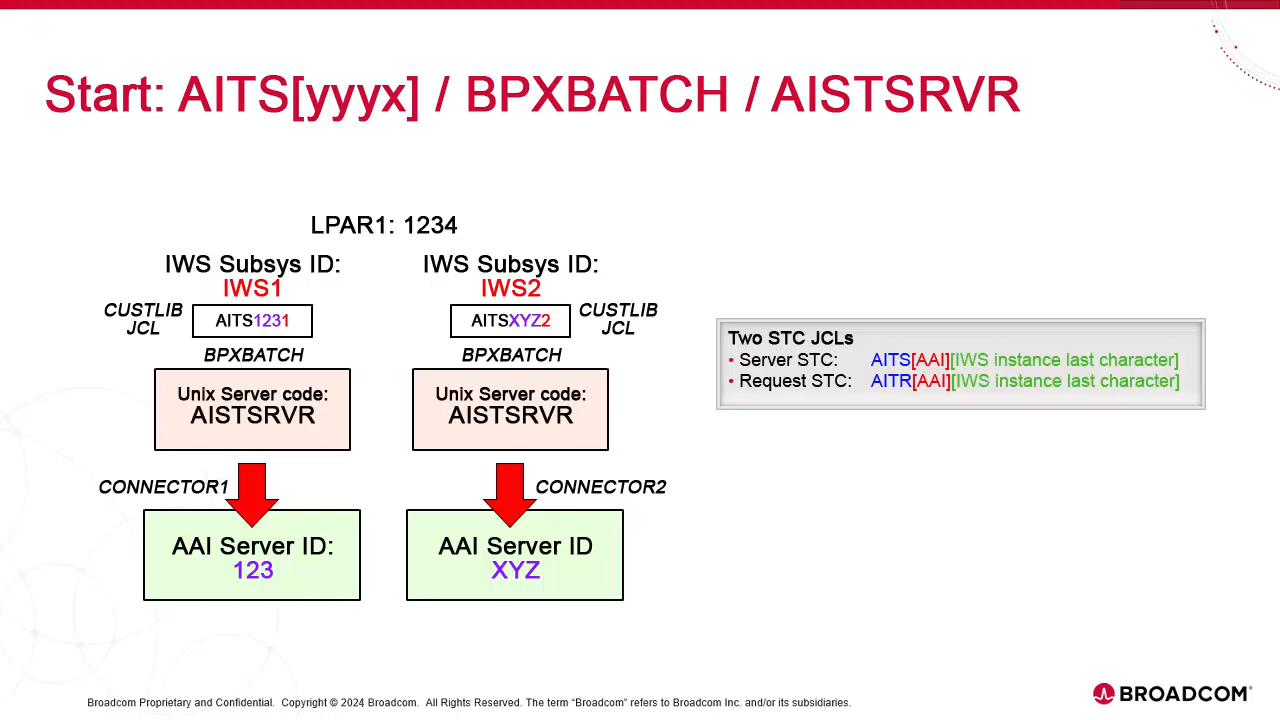 Start: AITS[yyyx] / BPXBATCH / AISTSRVR
LPAR1: 1234
IWS Subsys ID:
IWS1
CUSTLIB
JCL
AITS1231
BPXBATCH
Unix Server code:
AISTSRVR
CONNECTOR1
AAI Server ID:
123
IWS Subsys ID:
IWS2
AITSXYZ2
CUSTLIB
JCL
BPXBATCH
Unix Server code:
AISTSRVR
CONNECTOR2
AAI Server ID
XYZ
Two STC JCLs
• Server STC: AITS[AAI][IWS instance last character]
• Request STC: AITR[AAI][IWS instance last character]
Broadcom Proprietary and Confidential. Copyright © 2024 Broadcom. All Rights Reserved. The term “Broadcom” refers to Broadcom Inc. and/or its subsidiaries.
BROADCOM®